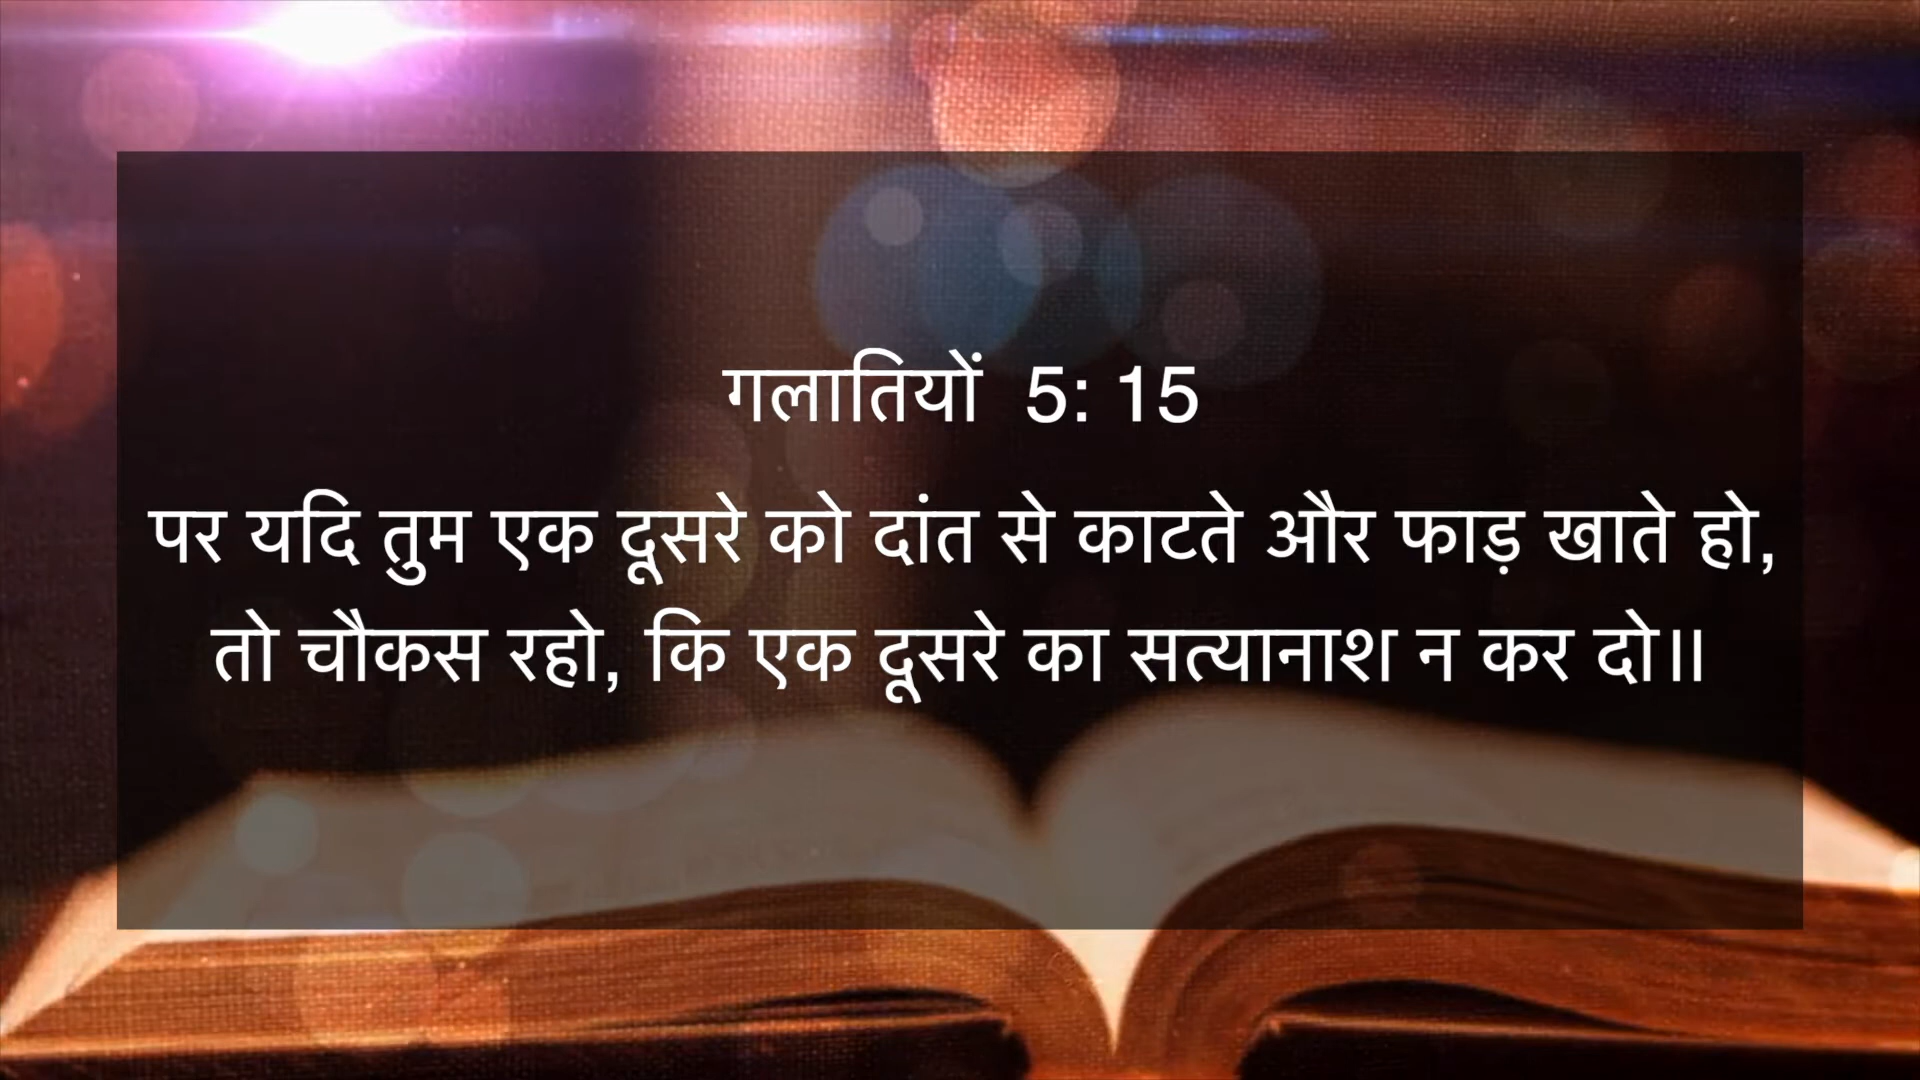 गलातियों 5: 15
पर यदि तुम एक दूसरे को दांत से काटते और फाड़ खाते हो,
तो चौकस रहो, कि एक दूसरे का सत्यानाश न कर दो॥